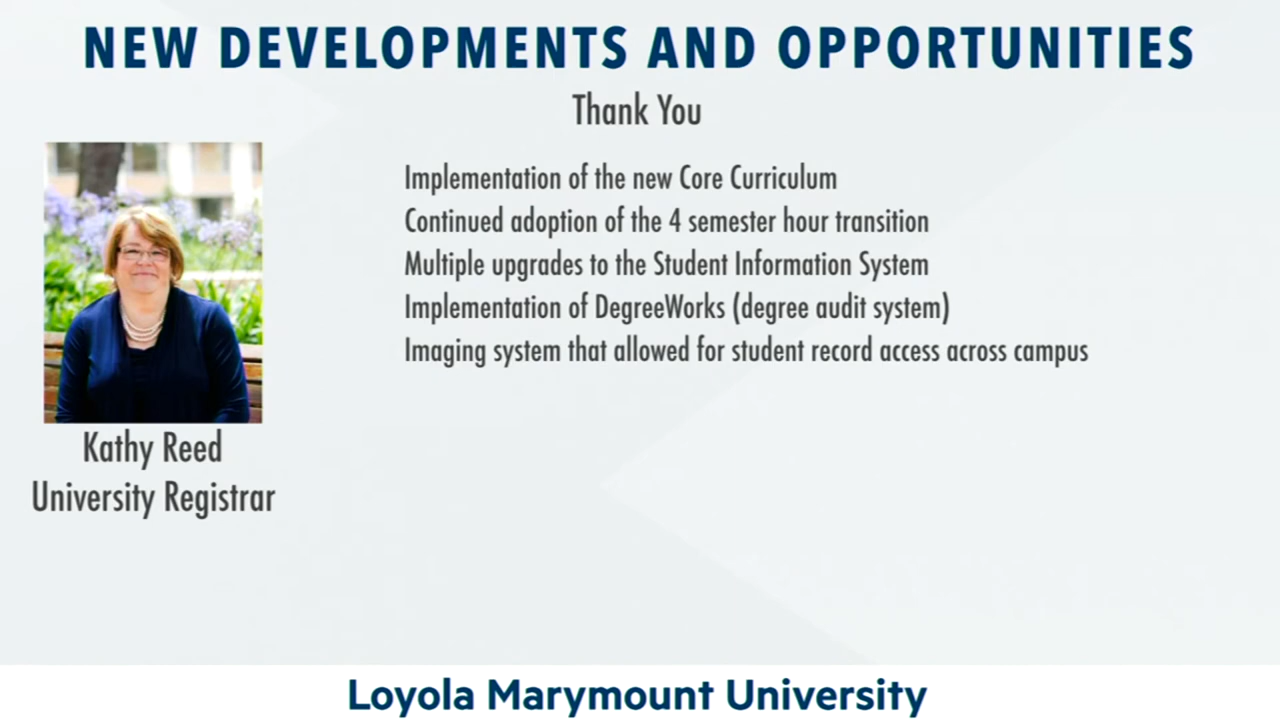 NEW DEVELOPMENTS AND OPPORTUNITIES
Thank You
Implementation of the new Core Curriculum
Continued adoption of the 4 semester hour transition
Multiple upgrades to the Student Information System
Implementation of DegreeWorks (degree audit system)
Imaging system that allowed for student record access across campus
Kathy Reed
University Registrar
Loyola Marymount University